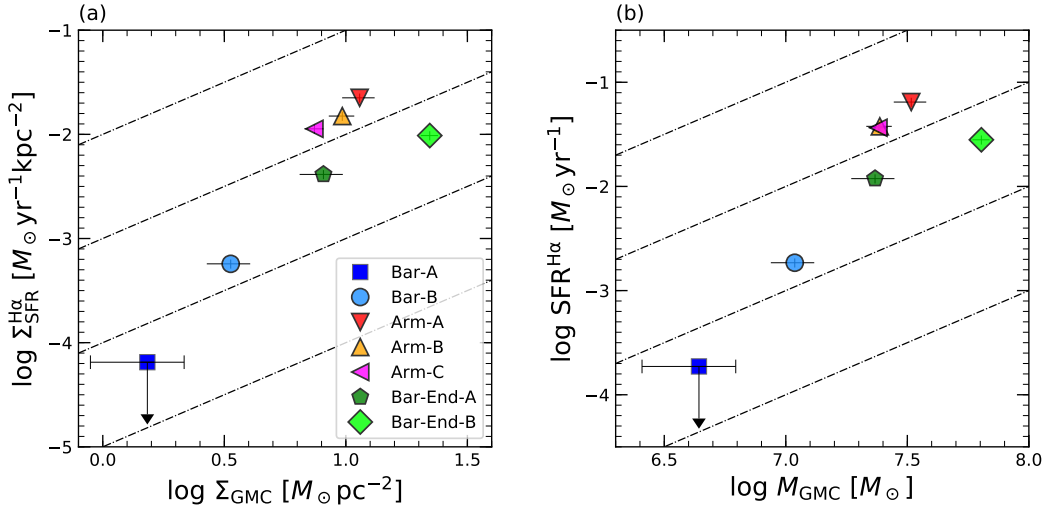 (a)
−1
−2
−3
−4
−5
0.0 0.5 1.0 1.5
log Σ_GMC [M_⊙ pc⁻²]
log Σ_SFR^Hα [M_⊙ yr⁻¹kpc⁻²]
Bar-A
Bar-B
Arm-A
Arm-B
Arm-C
Bar-End-A
Bar-End-B
(b)
0
−1
−2
−3
−4
6.5 7.0 7.5 8.0
log M_GMC [M_⊙]
log SFR^Hα [M_⊙ yr⁻¹]